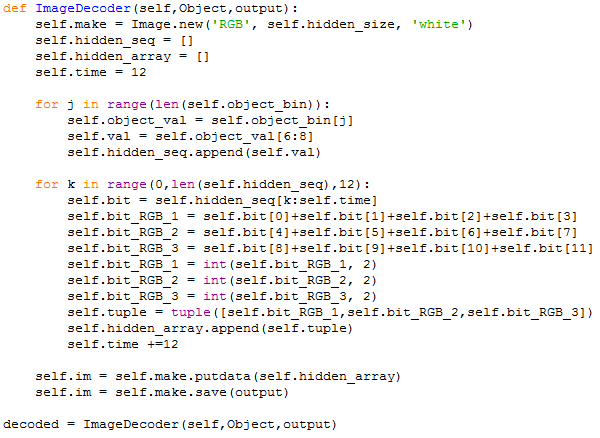 def ImageDecoder(self,Object,output):
    self.make = Image.new('RGB', self.hidden_size, 'white')
    self.hidden_seq = []
    self.hidden_array = []
    self.time = 12

    for j in range(len(self.object_bin)):
        self.object_val = self.object_bin[j]
        self.val = self.object_val[6:8]
        self.hidden_seq.append(self.val)

    for k in range(0,len(self.hidden_seq),12):
        self.bit = self.hidden_seq[k:self.time]
        self.bit_RGB_1 = self.bit[0]+self.bit[1]+self.bit[2]+self.bit[3]
        self.bit_RGB_2 = self.bit[4]+self.bit[5]+self.bit[6]+self.bit[7]
        self.bit_RGB_3 = self.bit[8]+self.bit[9]+self.bit[10]+self.bit[11]
        self.bit_RGB_1 = int(self.bit_RGB_1, 2)
        self.bit_RGB_2 = int(self.bit_RGB_2, 2)
        self.bit_RGB_3 = int(self.bit_RGB_3, 2)
        self.tuple = tuple([self.bit_RGB_1,self.bit_RGB_2,self.bit_RGB_3])
        self.hidden_array.append(self.tuple)
        self.time +=12

    self.im = self.make.putdata(self.hidden_array)
    self.im = self.make.save(output)

decoded = ImageDecoder(self,Object,output)